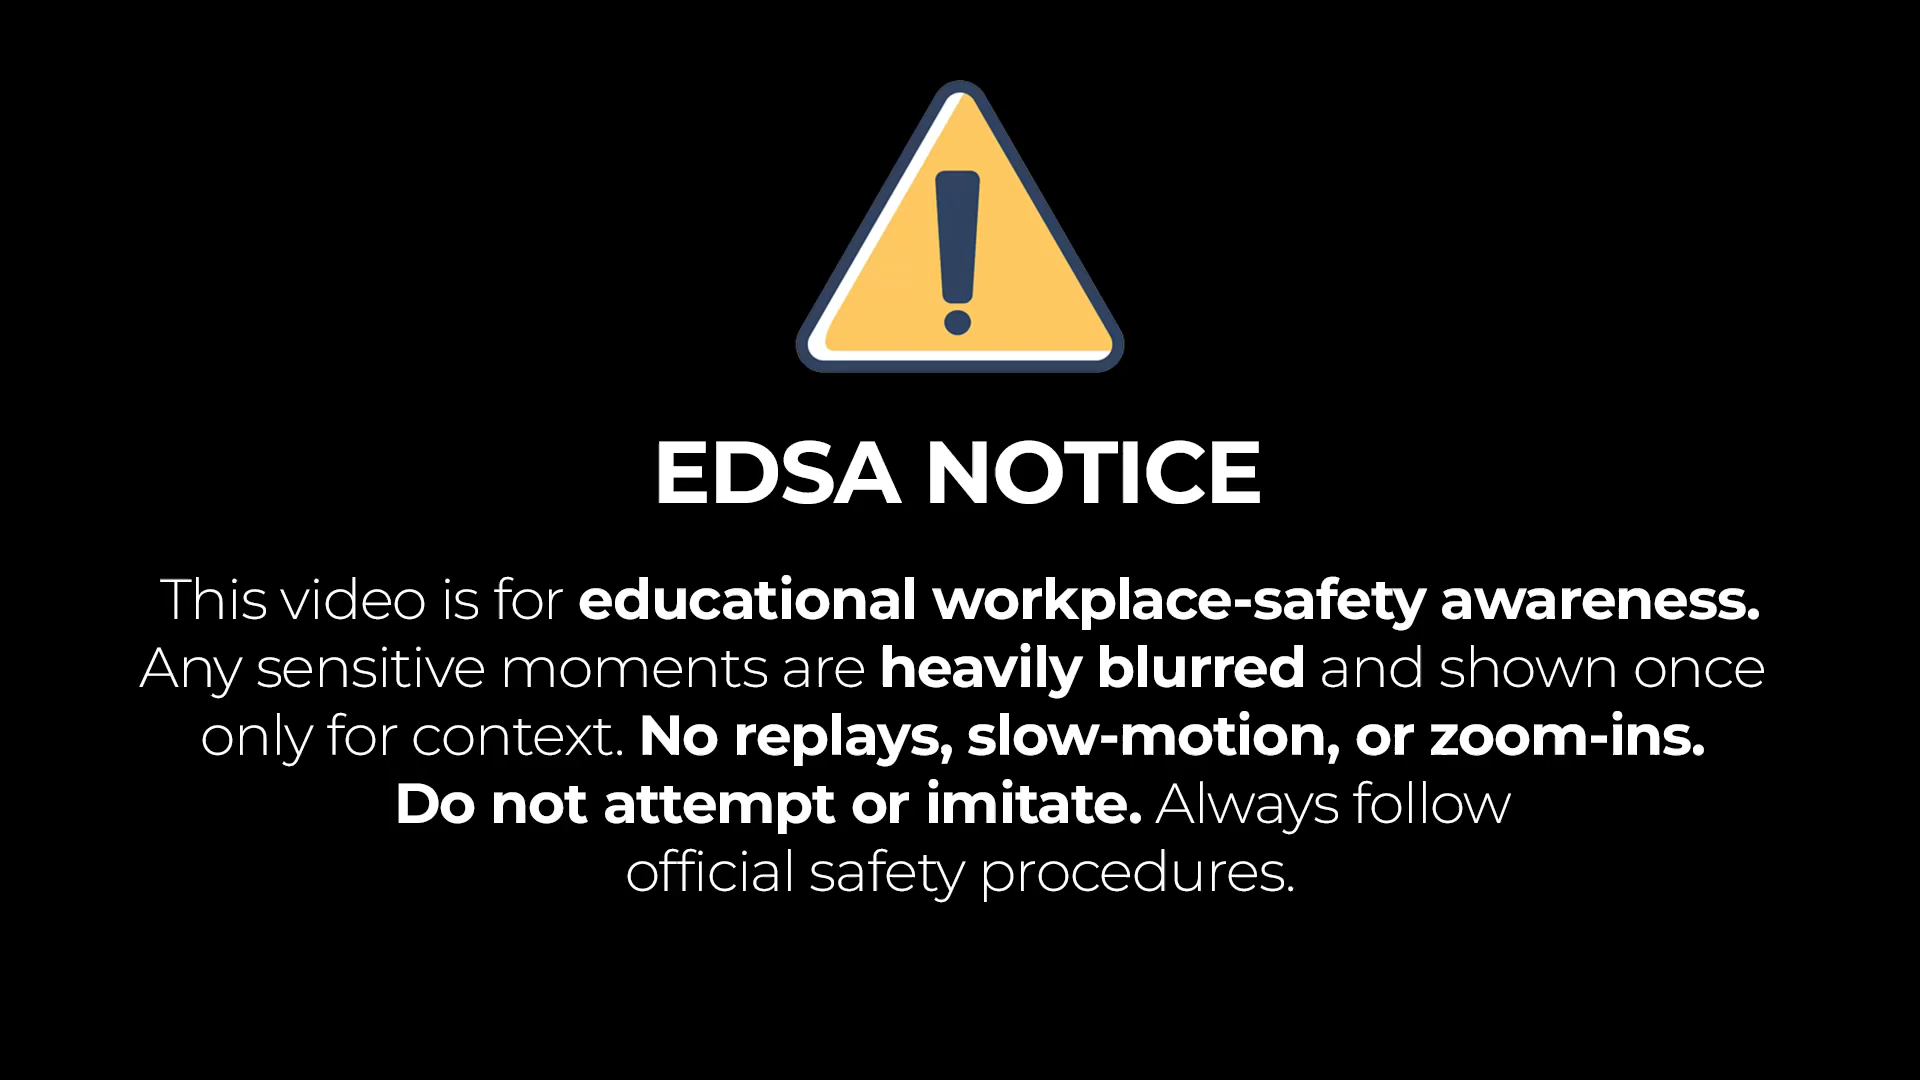 EDSA NOTICE
This video is for educational workplace-safety awareness.
Any sensitive moments are heavily blurred and shown once
only for context. No replays, slow-motion, or zoom-ins.
Do not attempt or imitate. Always follow
official safety procedures.